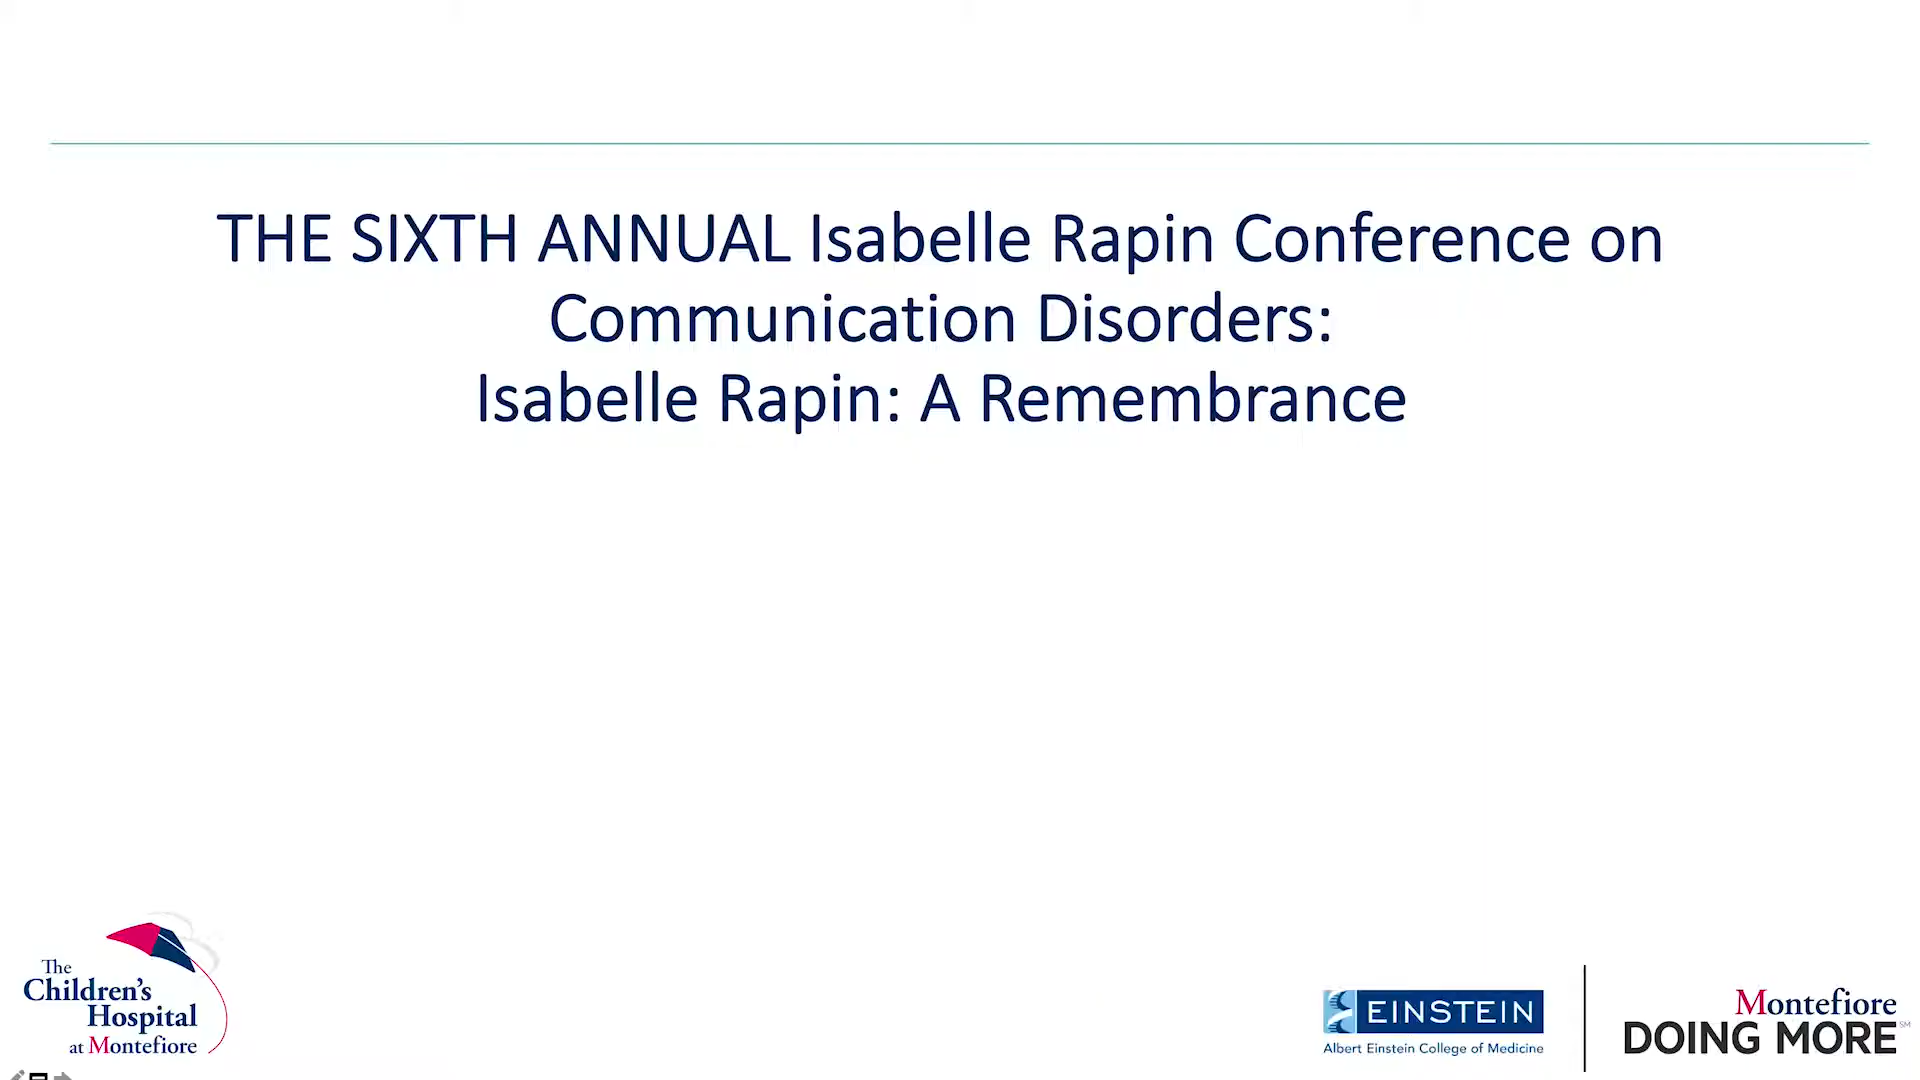 THE SIXTH ANNUAL Isabelle Rapin Conference on
Communication Disorders:
Isabelle Rapin: A Remembrance
The
Children's
Hospital
at Montefiore
EINSTEIN
Albert Einstein College of Medicine
Montefiore
DOING MORE℠